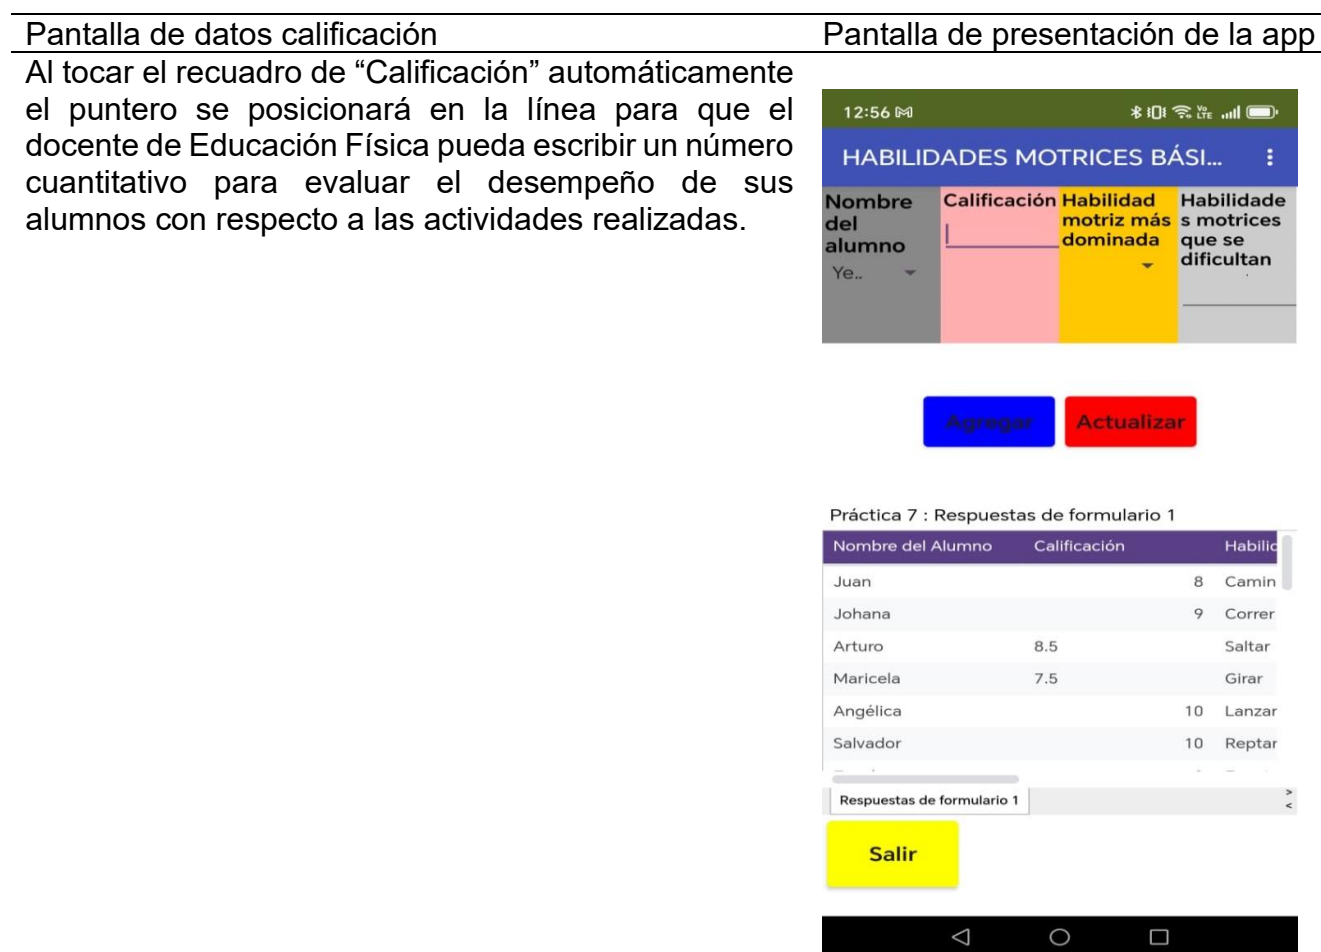 Pantalla de datos calificación
Pantalla de presentación de la app
Al tocar el recuadro de “Calificación” automáticamente
el puntero se posicionará en la línea para que el
docente de Educación Física pueda escribir un número
cuantitativo para evaluar el desempeño de sus
alumnos con respecto a las actividades realizadas.
12:56
Vo LTE
HABILIDADES MOTRICES BÁSI...
Nombre del alumno
Ye..
Calificación
Habilidad motriz más dominada
Habilidade s motrices que se dificultan
Agregar
Actualizar
Práctica 7 : Respuestas de formulario 1
Nombre del Alumno Calificación Habilid
Juan 8 Camin
Johana 9 Correr
Arturo 8.5 Saltar
Maricela 7.5 Girar
Angélica 10 Lanzar
Salvador 10 Reptar
Respuestas de formulario 1
Salir